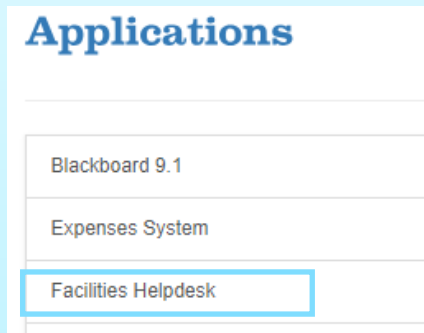 Applications
Blackboard 9.1
Expenses System
Facilities Helpdesk